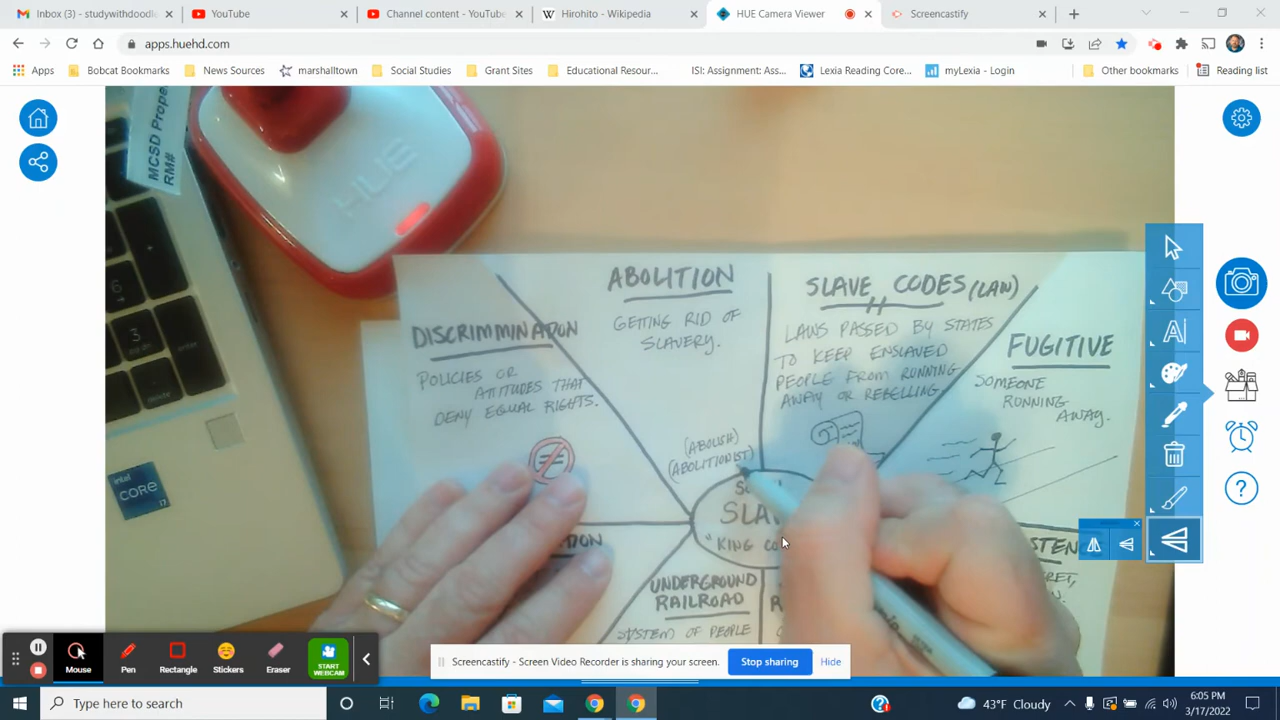 Inbox (3) - studywithdoodle
YouTube
Channel content - YouTube
Hirohito - Wikipedia
HUE Camera Viewer
Screencastify
apps.huehd.com
Apps
Bobcat Bookmarks
News Sources
marshalltown
Social Studies
Grant Sites
Educational Resour...
ISI: Assignment: Ass...
Lexia Reading Core...
myLexia - Login
Other bookmarks
Reading list
MCSD Prope
RM#
HUE
intel
CORE
i7
DISCRIMMINATION
POLICIES OR
ATTITUDES THAT
DENY EQUAL RIGHTS.
ABOLITION
GETTING RID OF
SLAVERY.
(ABOLISH)
(ABOLITIONIST)
SLAVE CODES (LAW)
LAWS PASSED BY STATES
TO KEEP ENSLAVED
PEOPLE FROM RUNNING
AWAY OR REBELLING
FUGITIVE
SOMEONE
RUNNING
AWAY.
SLA
"KING CO
UNDERGROUND
RAILROAD
SYSTEM OF PEOPLE
Mouse
Pen
Rectangle
Stickers
Eraser
START
WEBCAM
Screencastify - Screen Video Recorder is sharing your screen.
Stop sharing
Hide
Type here to search
43°F Cloudy
6:05 PM
3/17/2022